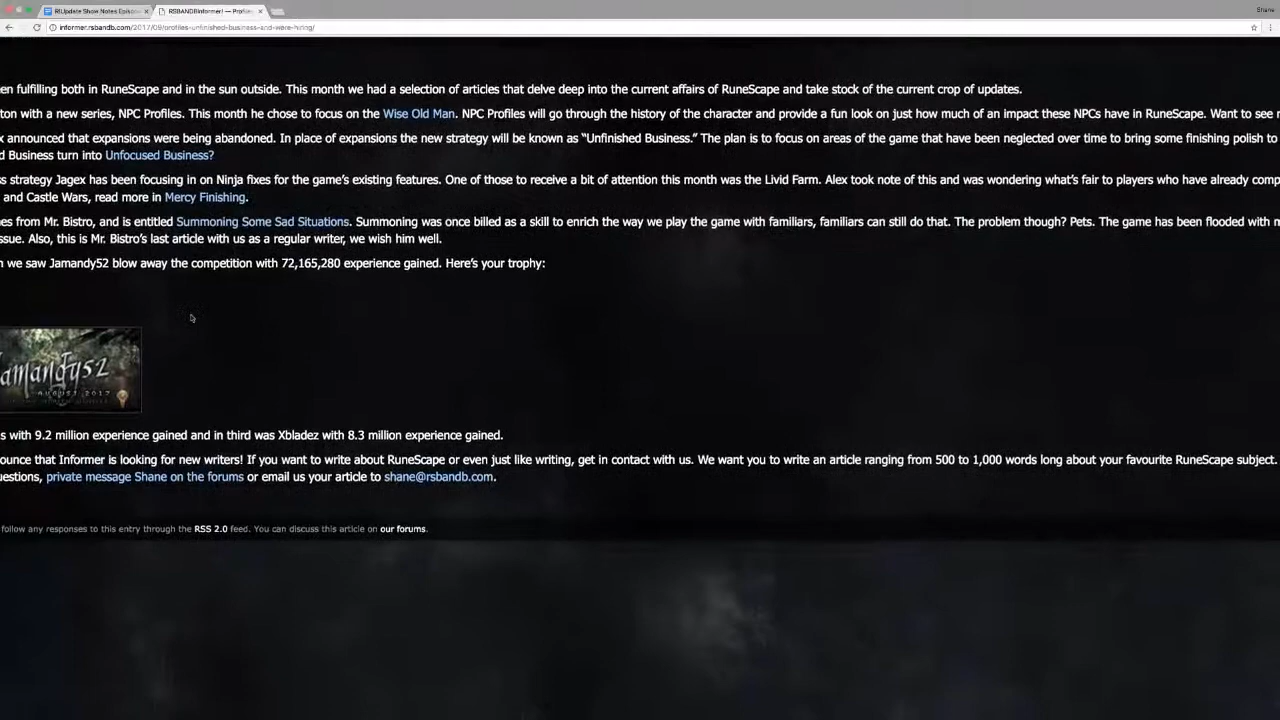 Shane
RIUpdate Show Notes Episod
RSBANDBInformer! — Profiles
informer.rsbandb.com/2017/09/profiles-unfinished-business-and-were-hiring/
en fulfilling both in RuneScape and in the sun outside. This month we had a selection of articles that delve deep into the current affairs of RuneScape and take stock of the current crop of updates.
ton with a new series, NPC Profiles. This month he chose to focus on the Wise Old Man. NPC Profiles will go through the history of the character and provide a fun look on just how much of an impact these NPCs have in RuneScape. Want to see
x announced that expansions were being abandoned. In place of expansions the new strategy will be known as “Unfinished Business.” The plan is to focus on areas of the game that have been neglected over time to bring some finishing polish to
d Business turn into Unfocused Business?
ss strategy Jagex has been focusing in on Ninja fixes for the game’s existing features. One of those to receive a bit of attention this month was the Livid Farm. Alex took note of this and was wondering what’s fair to players who have already comp
and Castle Wars, read more in Mercy Finishing.
es from Mr. Bistro, and is entitled Summoning Some Sad Situations. Summoning was once billed as a skill to enrich the way we play the game with familiars, familiars can still do that. The problem though? Pets. The game has been flooded with
ssue. Also, this is Mr. Bistro’s last article with us as a regular writer, we wish him well.
n we saw Jamandy52 blow away the competition with 72,165,280 experience gained. Here’s your trophy:
amandy52
AUGUST 2017
s with 9.2 million experience gained and in third was Xbladez with 8.3 million experience gained.
ounce that Informer is looking for new writers! If you want to write about RuneScape or even just like writing, get in contact with us. We want you to write an article ranging from 500 to 1,000 words long about your favourite RuneScape subject.
uestions, private message Shane on the forums or email us your article to shane@rsbandb.com.
follow any responses to this entry through the RSS 2.0 feed. You can discuss this article on our forums.